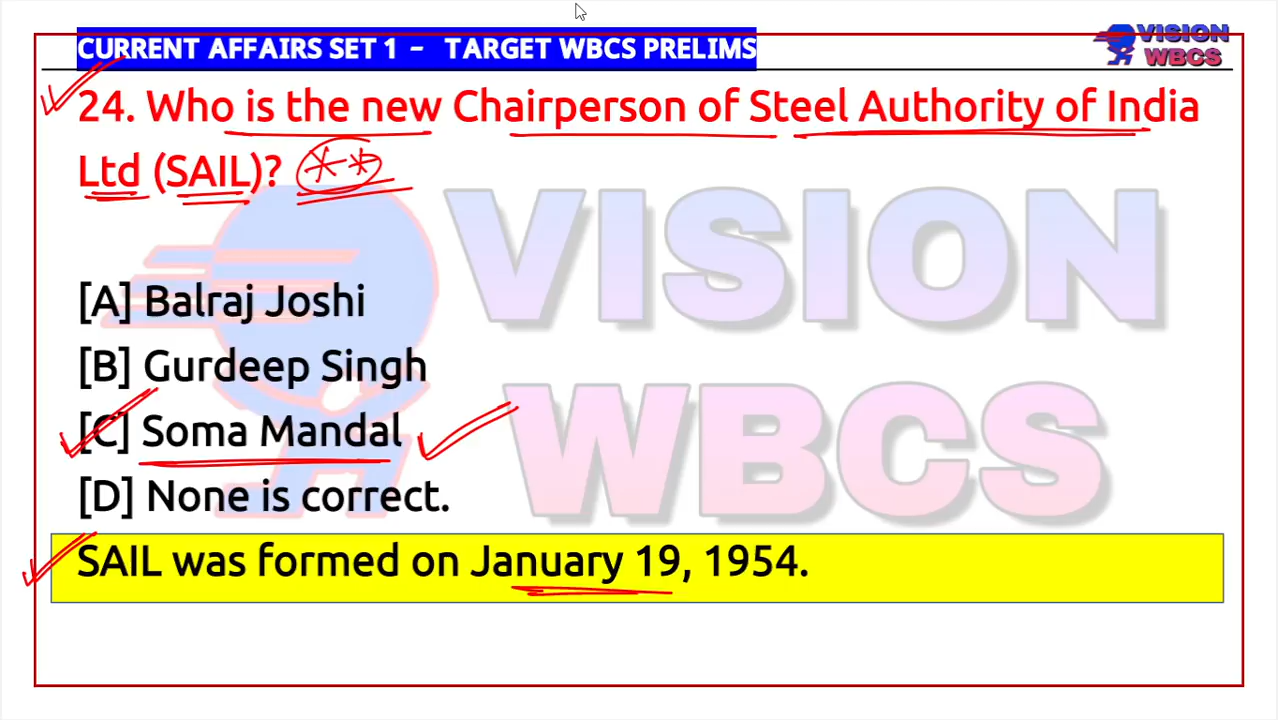 CURRENT AFFAIRS SET 1 – TARGET WBCS PRELIMS
VISION
WBCS
24. Who is the new Chairperson of Steel Authority of India
Ltd (SAIL)? **
VISION
WBCS
[A] Balraj Joshi
[B] Gurdeep Singh
[C] Soma Mandal
[D] None is correct.
SAIL was formed on January 19, 1954.